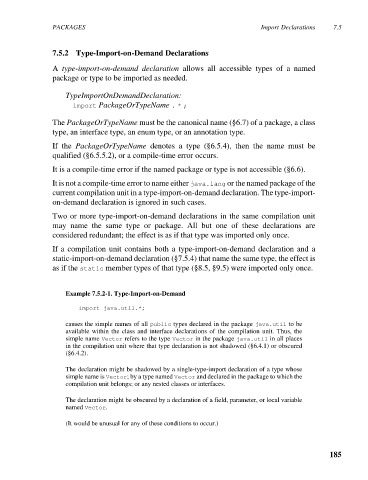 PACKAGES Import Declarations 7.5
7.5.2 Type-Import-on-Demand Declarations
A type-import-on-demand declaration allows all accessible types of a named
package or type to be imported as needed.
TypeImportOnDemandDeclaration:
import PackageOrTypeName . * ;
The PackageOrTypeName must be the canonical name (§6.7) of a package, a class
type, an interface type, an enum type, or an annotation type.
If the PackageOrTypeName denotes a type (§6.5.4), then the name must be
qualified (§6.5.5.2), or a compile-time error occurs.
It is a compile-time error if the named package or type is not accessible (§6.6).
It is not a compile-time error to name either java.lang or the named package of the
current compilation unit in a type-import-on-demand declaration. The type-import-
on-demand declaration is ignored in such cases.
Two or more type-import-on-demand declarations in the same compilation unit
may name the same type or package. All but one of these declarations are
considered redundant; the effect is as if that type was imported only once.
If a compilation unit contains both a type-import-on-demand declaration and a
static-import-on-demand declaration (§7.5.4) that name the same type, the effect is
as if the static member types of that type (§8.5, §9.5) were imported only once.
Example 7.5.2-1. Type-Import-on-Demand
import java.util.*;
causes the simple names of all public types declared in the package java.util to be
available within the class and interface declarations of the compilation unit. Thus, the
simple name Vector refers to the type Vector in the package java.util in all places
in the compilation unit where that type declaration is not shadowed (§6.4.1) or obscured
(§6.4.2).
The declaration might be shadowed by a single-type-import declaration of a type whose
simple name is Vector; by a type named Vector and declared in the package to which the
compilation unit belongs; or any nested classes or interfaces.
The declaration might be obscured by a declaration of a field, parameter, or local variable
named Vector.
(It would be unusual for any of these conditions to occur.)
185